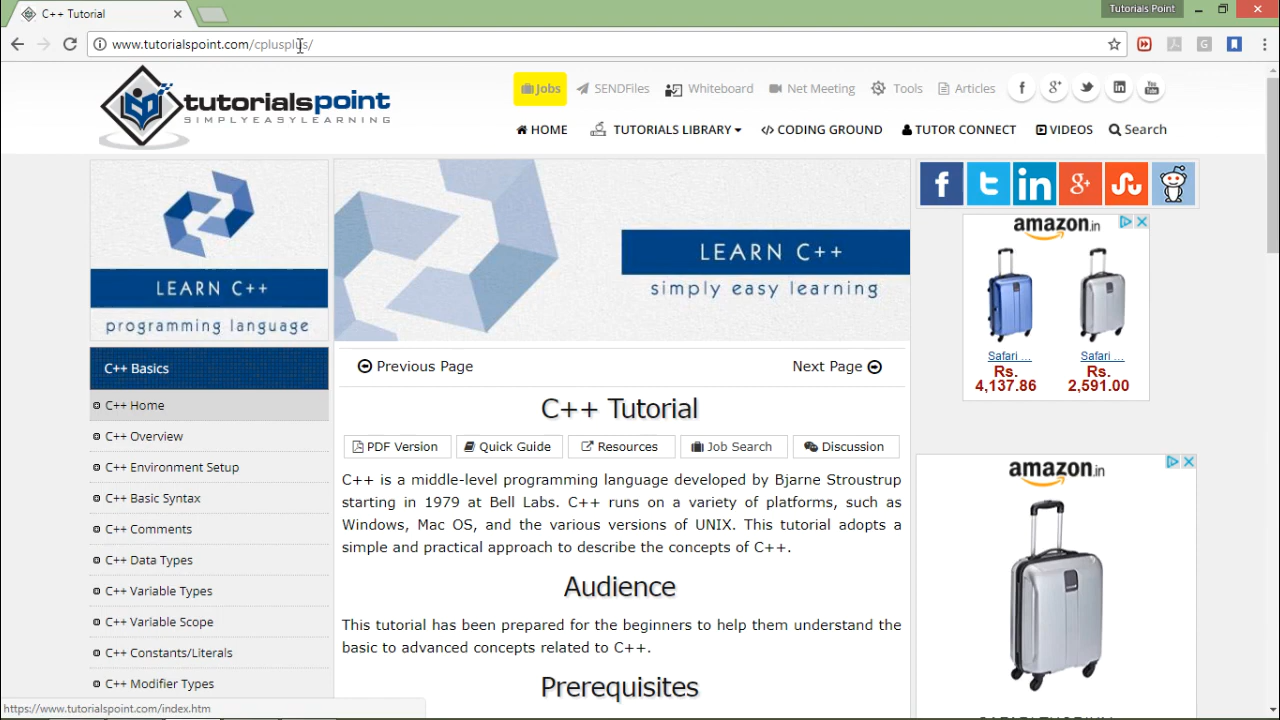 C++ Tutorial
Tutorials Point
www.tutorialspoint.com/cplusplus/
tutorialspoint
SIMPLYEASYLEARNING
Jobs
SENDFiles
Whiteboard
Net Meeting
Tools
Articles
HOME
TUTORIALS LIBRARY
CODING GROUND
TUTOR CONNECT
VIDEOS
Search
LEARN C++
programming language
LEARN C++
simply easy learning
C++ Basics
C++ Home
C++ Overview
C++ Environment Setup
C++ Basic Syntax
C++ Comments
C++ Data Types
C++ Variable Types
C++ Variable Scope
C++ Constants/Literals
C++ Modifier Types
https://www.tutorialspoint.com/index.htm
Previous Page
Next Page
C++ Tutorial
PDF Version
Quick Guide
Resources
Job Search
Discussion
C++ is a middle-level programming language developed by Bjarne Stroustrup
starting in 1979 at Bell Labs. C++ runs on a variety of platforms, such as
Windows, Mac OS, and the various versions of UNIX. This tutorial adopts a
simple and practical approach to describe the concepts of C++.
Audience
This tutorial has been prepared for the beginners to help them understand the
basic to advanced concepts related to C++.
Prerequisites
amazon.in
Safari ...
Rs.
4,137.86
Safari ...
Rs.
2,591.00
amazon.in